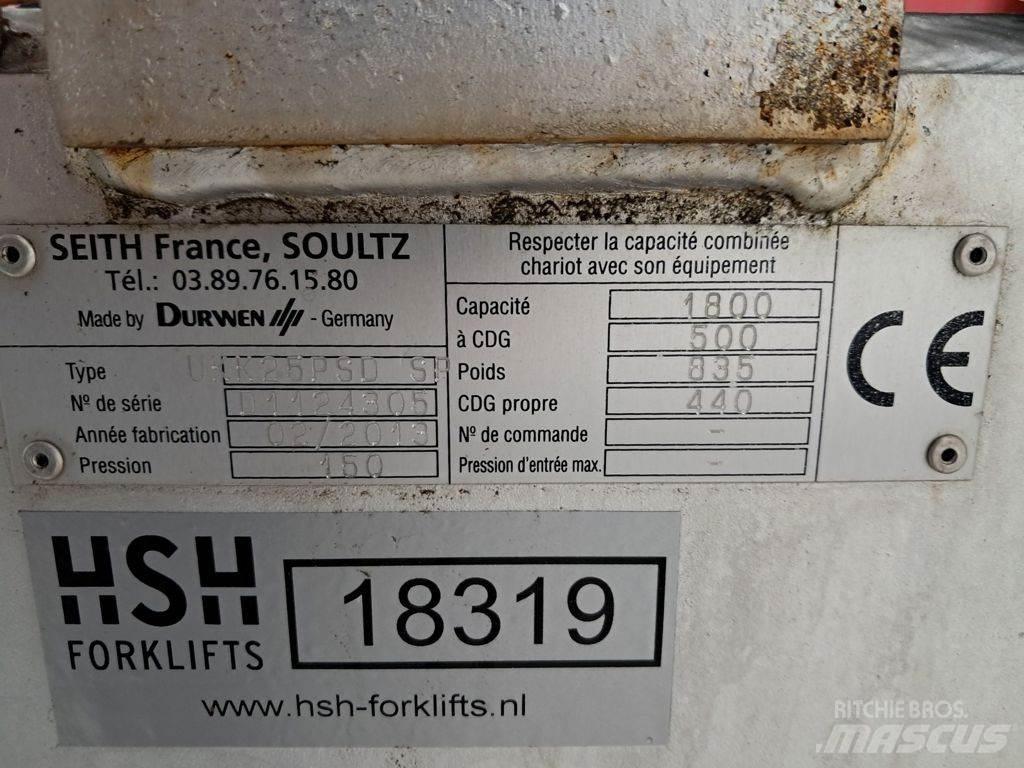 SEITH France, SOULTZ
Tél.: 03.89.76.15.80
Made by DURWEN - Germany
Type
N° de série D1124305
Année fabrication 02/2013
Pression 150
Respecter la capacité combinée
chariot avec son équipement
Capacité 1800
à CDG 500
Poids 835
CDG propre 440
N° de commande -
Pression d'entrée max. -
CE
HSH
FORKLIFTS
18319
www.hsh-forklifts.nl
RITCHIE BROS.
MASCUS